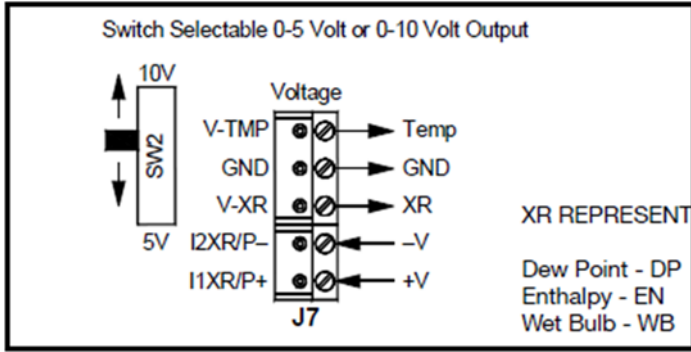 Switch Selectable 0-5 Volt or 0-10 Volt Output
10V
SW2
5V
Voltage
V-TMP Temp
GND GND
V-XR XR
I2XR/P– –V
I1XR/P+ +V
J7
XR REPRESENT
Dew Point - DP
Enthalpy - EN
Wet Bulb - WB